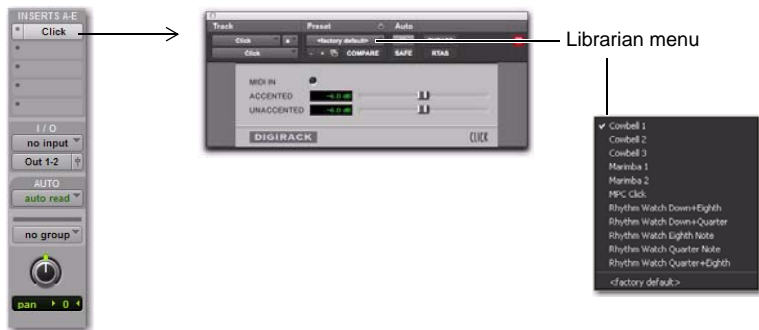 INSERTS A-E
Click
I / O
no input
Out 1-2
AUTO
auto read
no group
pan 0
Track Preset Auto
Click <factory default>
Click - + COMPARE SAFE RTAS
MIDI IN
ACCENTED -6.0 dB
UNACCENTED -6.0 dB
DIGIRACK CLICK
Librarian menu
Cowbell 1
Cowbell 2
Cowbell 3
Marimba 1
Marimba 2
MPC Click
Rhythm Watch Down+Eighth
Rhythm Watch Down+Quarter
Rhythm Watch Eighth Note
Rhythm Watch Quarter Note
Rhythm Watch Quarter+Eighth
<factory default>